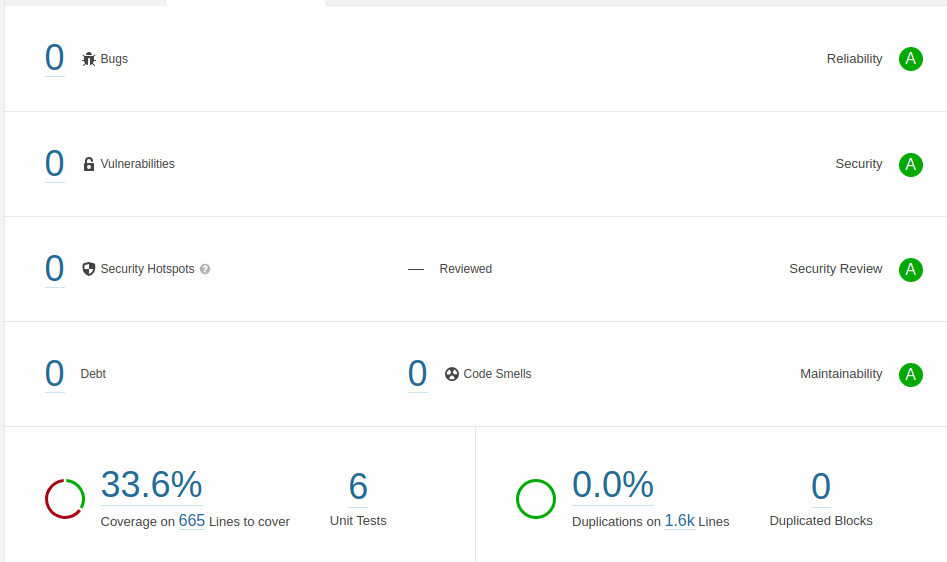 0 Bugs Reliability A
0 Vulnerabilities Security A
0 Security Hotspots ? — Reviewed Security Review A
0 Debt 0 Code Smells Maintainability A
33.6% 6 0.0% 0
Coverage on 665 Lines to cover Unit Tests Duplications on 1.6k Lines Duplicated Blocks